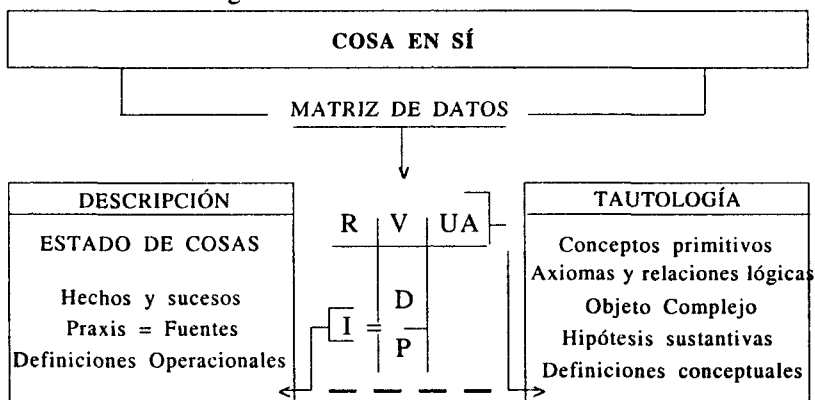 COSA EN SÍ
MATRIZ DE DATOS
DESCRIPCIÓN
ESTADO DE COSAS
Hechos y sucesos
Praxis = Fuentes
Definiciones Operacionales
R V UA
I = D
P
TAUTOLOGÍA
Conceptos primitivos
Axiomas y relaciones lógicas
Objeto Complejo
Hipótesis sustantivas
Definiciones conceptuales